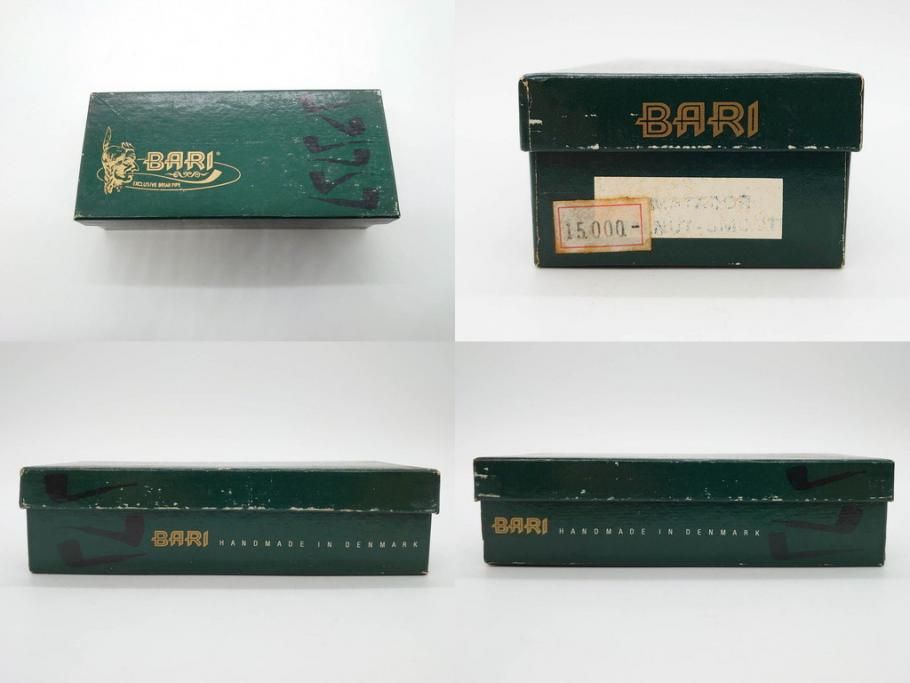 BARI®
EXCLUSIVE BRIAR PIPE
BARI
15.000-
BARI HANDMADE IN DENMARK
BARI HANDMADE IN DENMARK